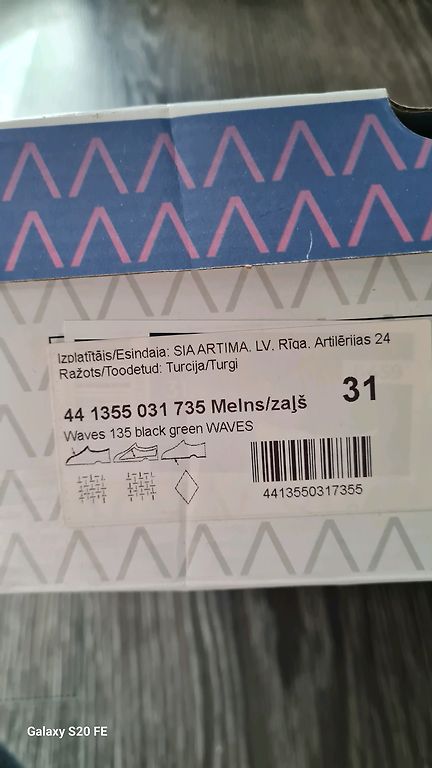 Izplatītājs/Esindaja: SIA ARTIMA, LV, Rīga, Artilērijas 24
Ražots/Toodetud: Turcija/Turgi
44 1355 031 735 Melns/zaļš 31
Waves 135 black green WAVES
4413550317355
Galaxy S20 FE